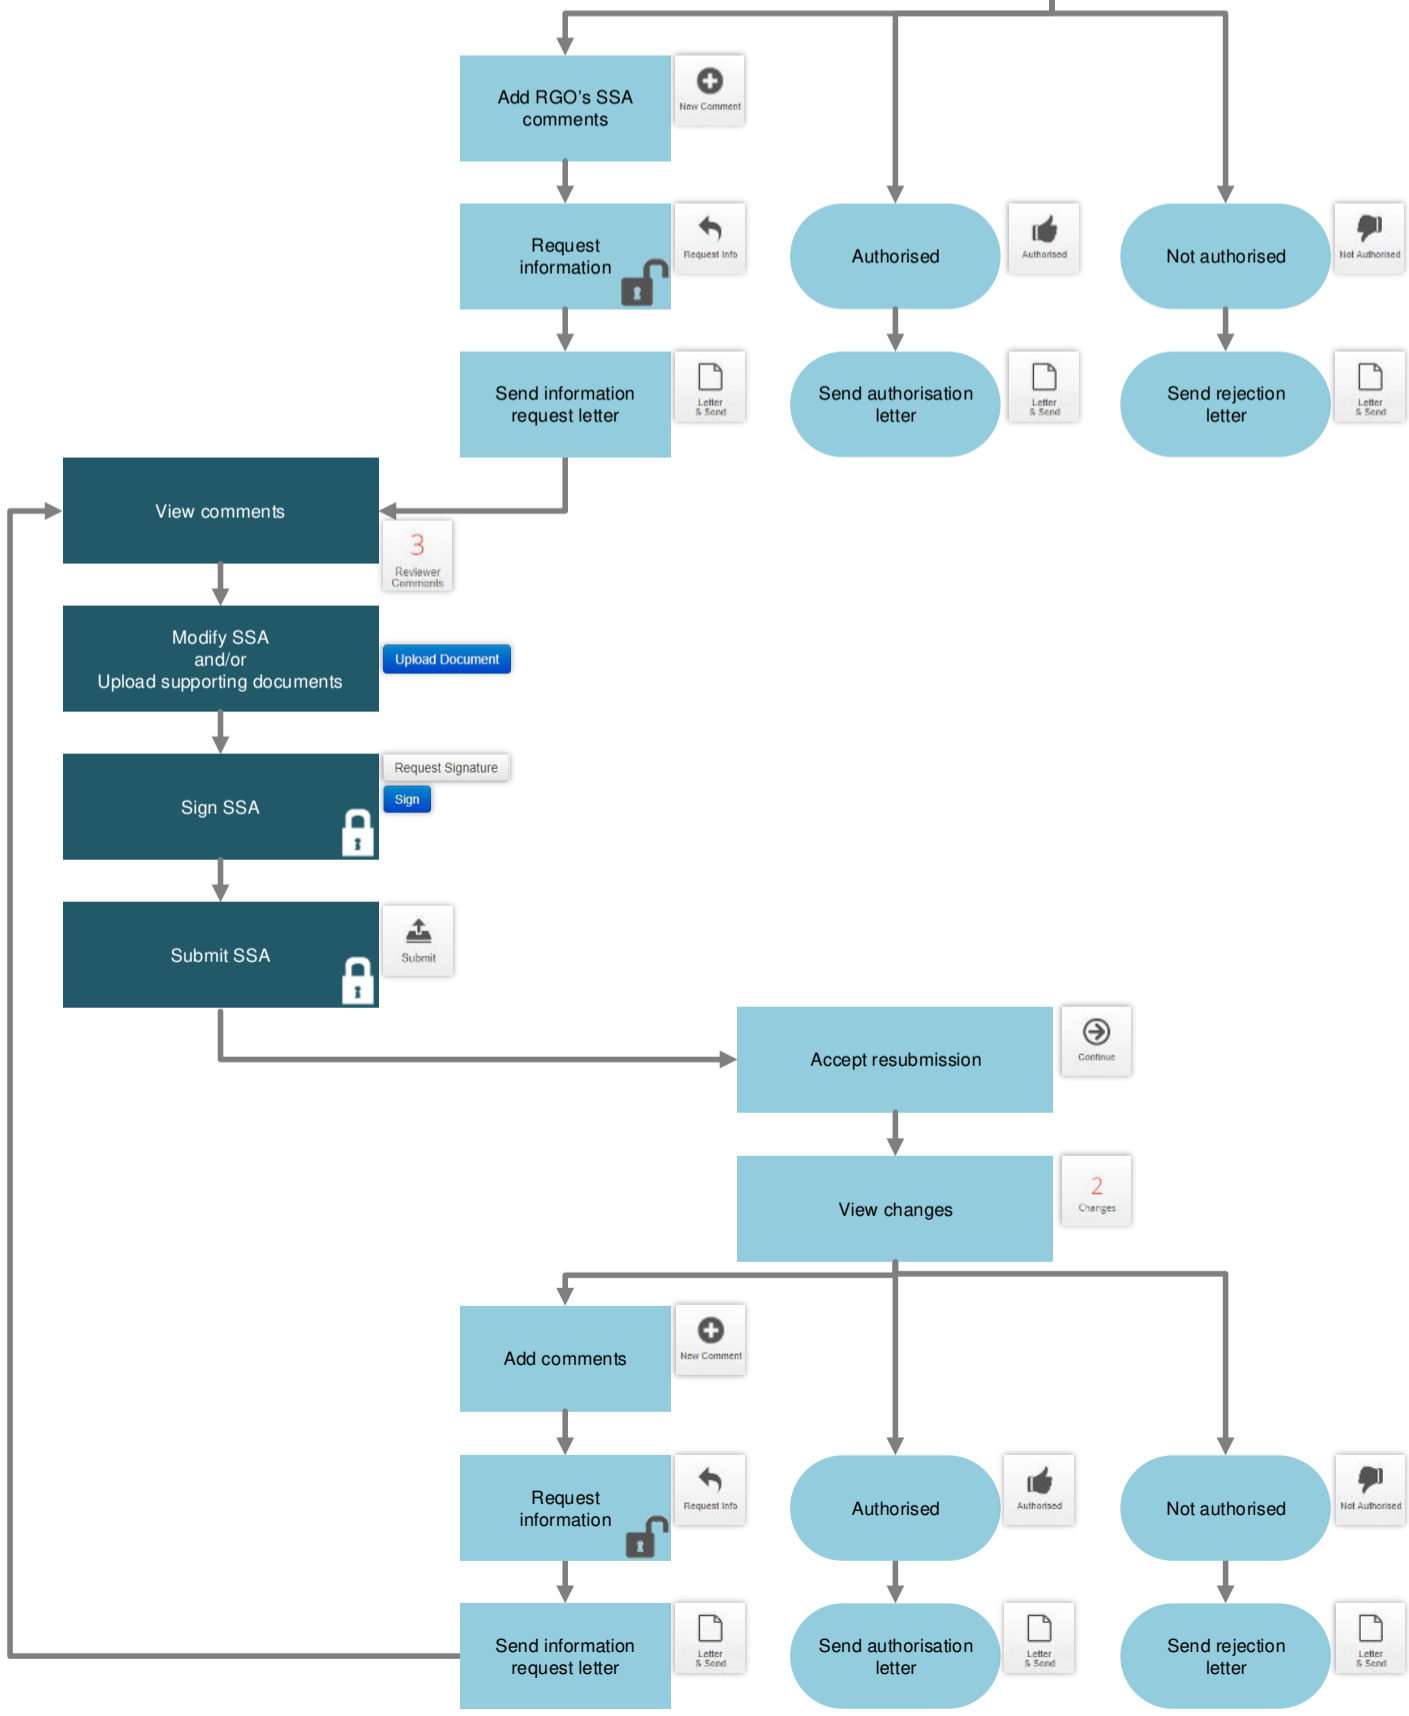 Add RGO's SSA
comments
New Comment
Request
information
Request Info
Authorised
Authorised
Not authorised
Not Authorised
Send information
request letter
Letter
& Send
Send authorisation
letter
Letter
& Send
Send rejection
letter
Letter
& Send
View comments
3
Reviewer
Comments
Modify SSA
and/or
Upload supporting documents
Upload Document
Sign SSA
Request Signature
Sign
Submit SSA
Submit
Accept resubmission
Continue
View changes
2
Changes
Add comments
New Comment
Request
information
Request Info
Authorised
Authorised
Not authorised
Not Authorised
Send information
request letter
Letter
& Send
Send authorisation
letter
Letter
& Send
Send rejection
letter
Letter
& Send